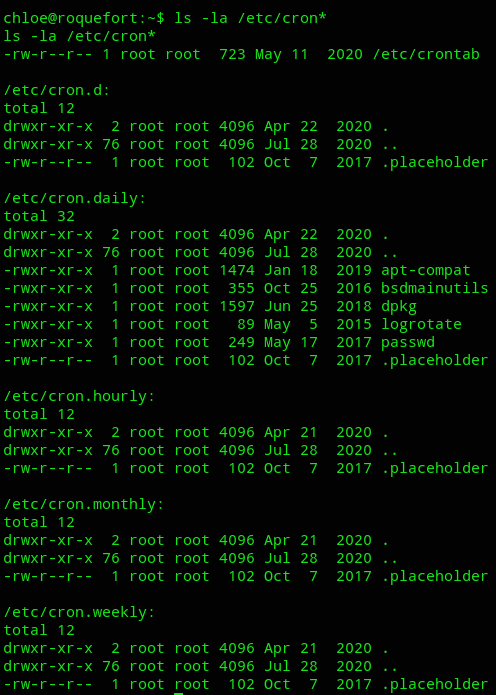 chloe@roquefort:~$ ls -la /etc/cron*
ls -la /etc/cron*
-rw-r--r-- 1 root root  723 May 11  2020 /etc/crontab

/etc/cron.d:
total 12
drwxr-xr-x  2 root root 4096 Apr 22  2020 .
drwxr-xr-x 76 root root 4096 Jul 28  2020 ..
-rw-r--r--  1 root root  102 Oct  7  2017 .placeholder

/etc/cron.daily:
total 32
drwxr-xr-x  2 root root 4096 Apr 22  2020 .
drwxr-xr-x 76 root root 4096 Jul 28  2020 ..
-rwxr-xr-x  1 root root 1474 Jan 18  2019 apt-compat
-rwxr-xr-x  1 root root  355 Oct 25  2016 bsdmainutils
-rwxr-xr-x  1 root root 1597 Jun 25  2018 dpkg
-rwxr-xr-x  1 root root   89 May  5  2015 logrotate
-rwxr-xr-x  1 root root  249 May 17  2017 passwd
-rw-r--r--  1 root root  102 Oct  7  2017 .placeholder

/etc/cron.hourly:
total 12
drwxr-xr-x  2 root root 4096 Apr 21  2020 .
drwxr-xr-x 76 root root 4096 Jul 28  2020 ..
-rw-r--r--  1 root root  102 Oct  7  2017 .placeholder

/etc/cron.monthly:
total 12
drwxr-xr-x  2 root root 4096 Apr 21  2020 .
drwxr-xr-x 76 root root 4096 Jul 28  2020 ..
-rw-r--r--  1 root root  102 Oct  7  2017 .placeholder

/etc/cron.weekly:
total 12
drwxr-xr-x  2 root root 4096 Apr 21  2020 .
drwxr-xr-x 76 root root 4096 Jul 28  2020 ..
-rw-r--r--  1 root root  102 Oct  7  2017 .placeholder